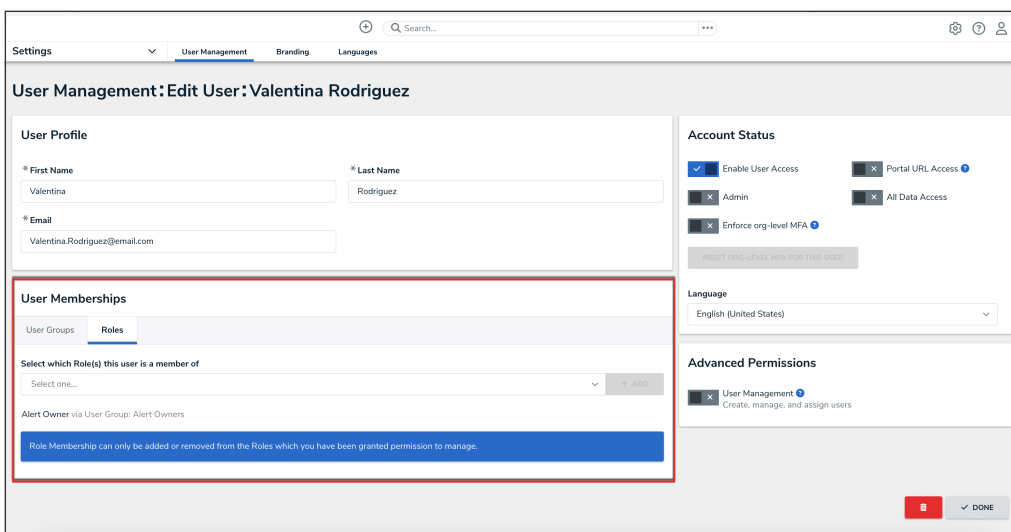 Search...
Settings
User Management
Branding
Languages
User Management:Edit User:Valentina Rodriguez
User Profile
*First Name
*Last Name
Valentina
Rodriguez
*Email
Valentina.Rodriguez@email.com
User Memberships
User Groups
Roles
Select which Role(s) this user is a member of
Select one...
+ ADD
Alert Owner via User Group: Alert Owners
Role Membership can only be added or removed from the Roles which you have been granted permission to manage.
Account Status
Enable User Access
Portal URL Access
Admin
All Data Access
Enforce org-level MFA
RESET ORG-LEVEL MFA FOR THIS USER
Language
English (United States)
Advanced Permissions
User Management
Create, manage, and assign users
DONE